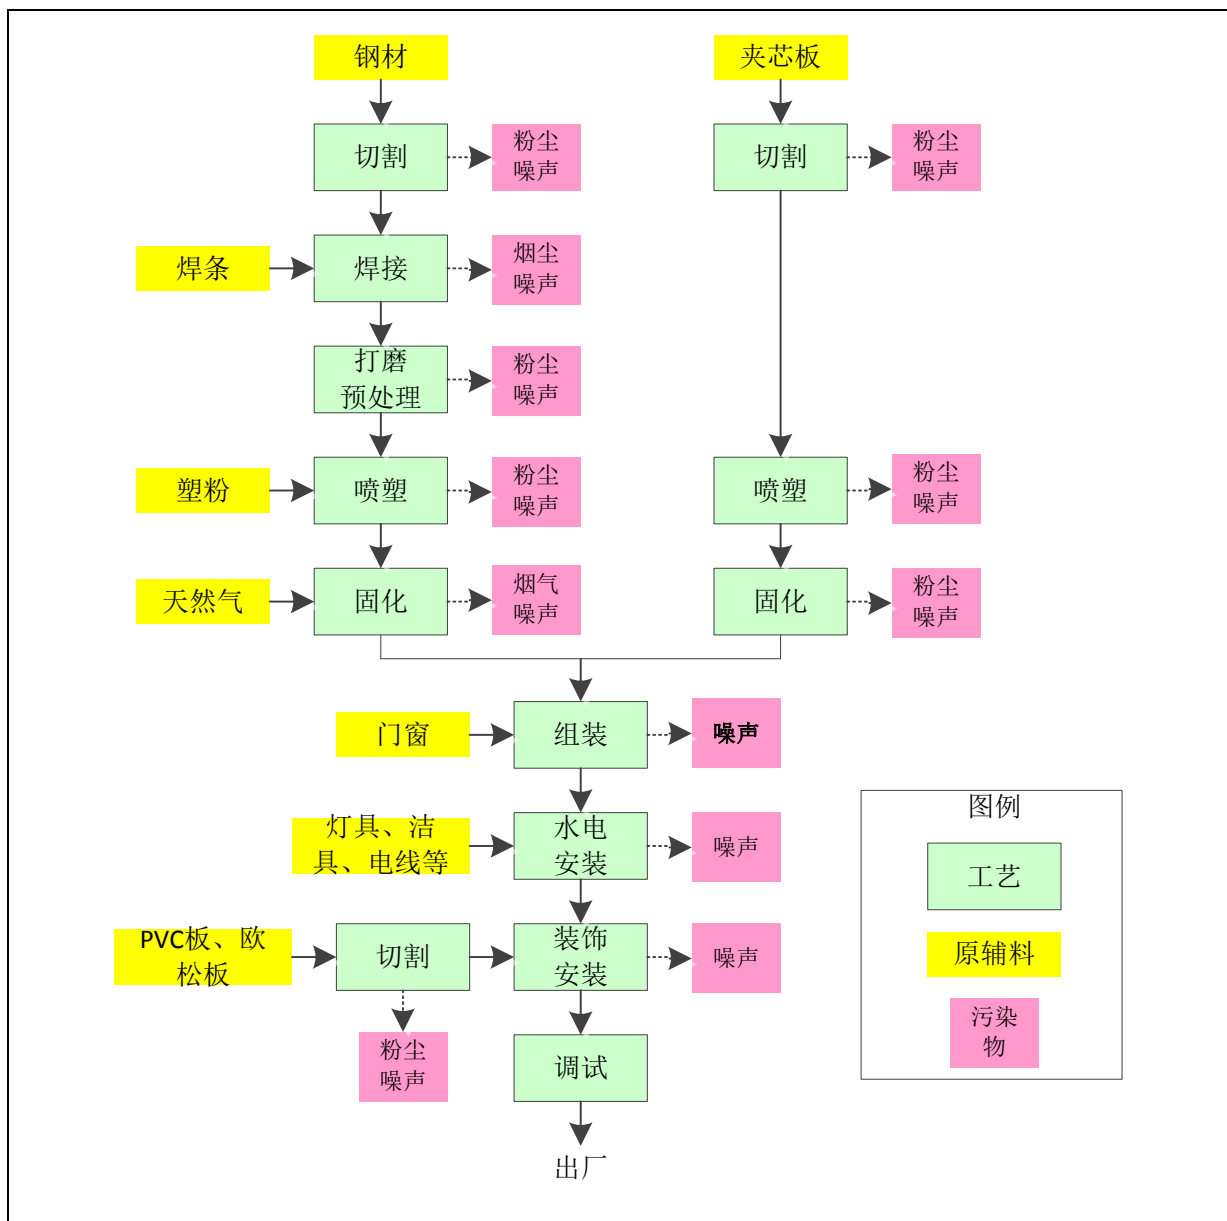 钢材
夹芯板
切割
粉尘
噪声
切割
粉尘
噪声
焊条
焊接
烟尘
噪声
打磨
预处理
粉尘
噪声
塑粉
喷塑
粉尘
噪声
喷塑
粉尘
噪声
天然气
固化
烟气
噪声
固化
粉尘
噪声
门窗
组装
噪声
灯具、洁
具、电线等
水电
安装
噪声
PVC板、欧
松板
切割
装饰
安装
噪声
粉尘
噪声
调试
出厂
图例
工艺
原辅料
污染
物